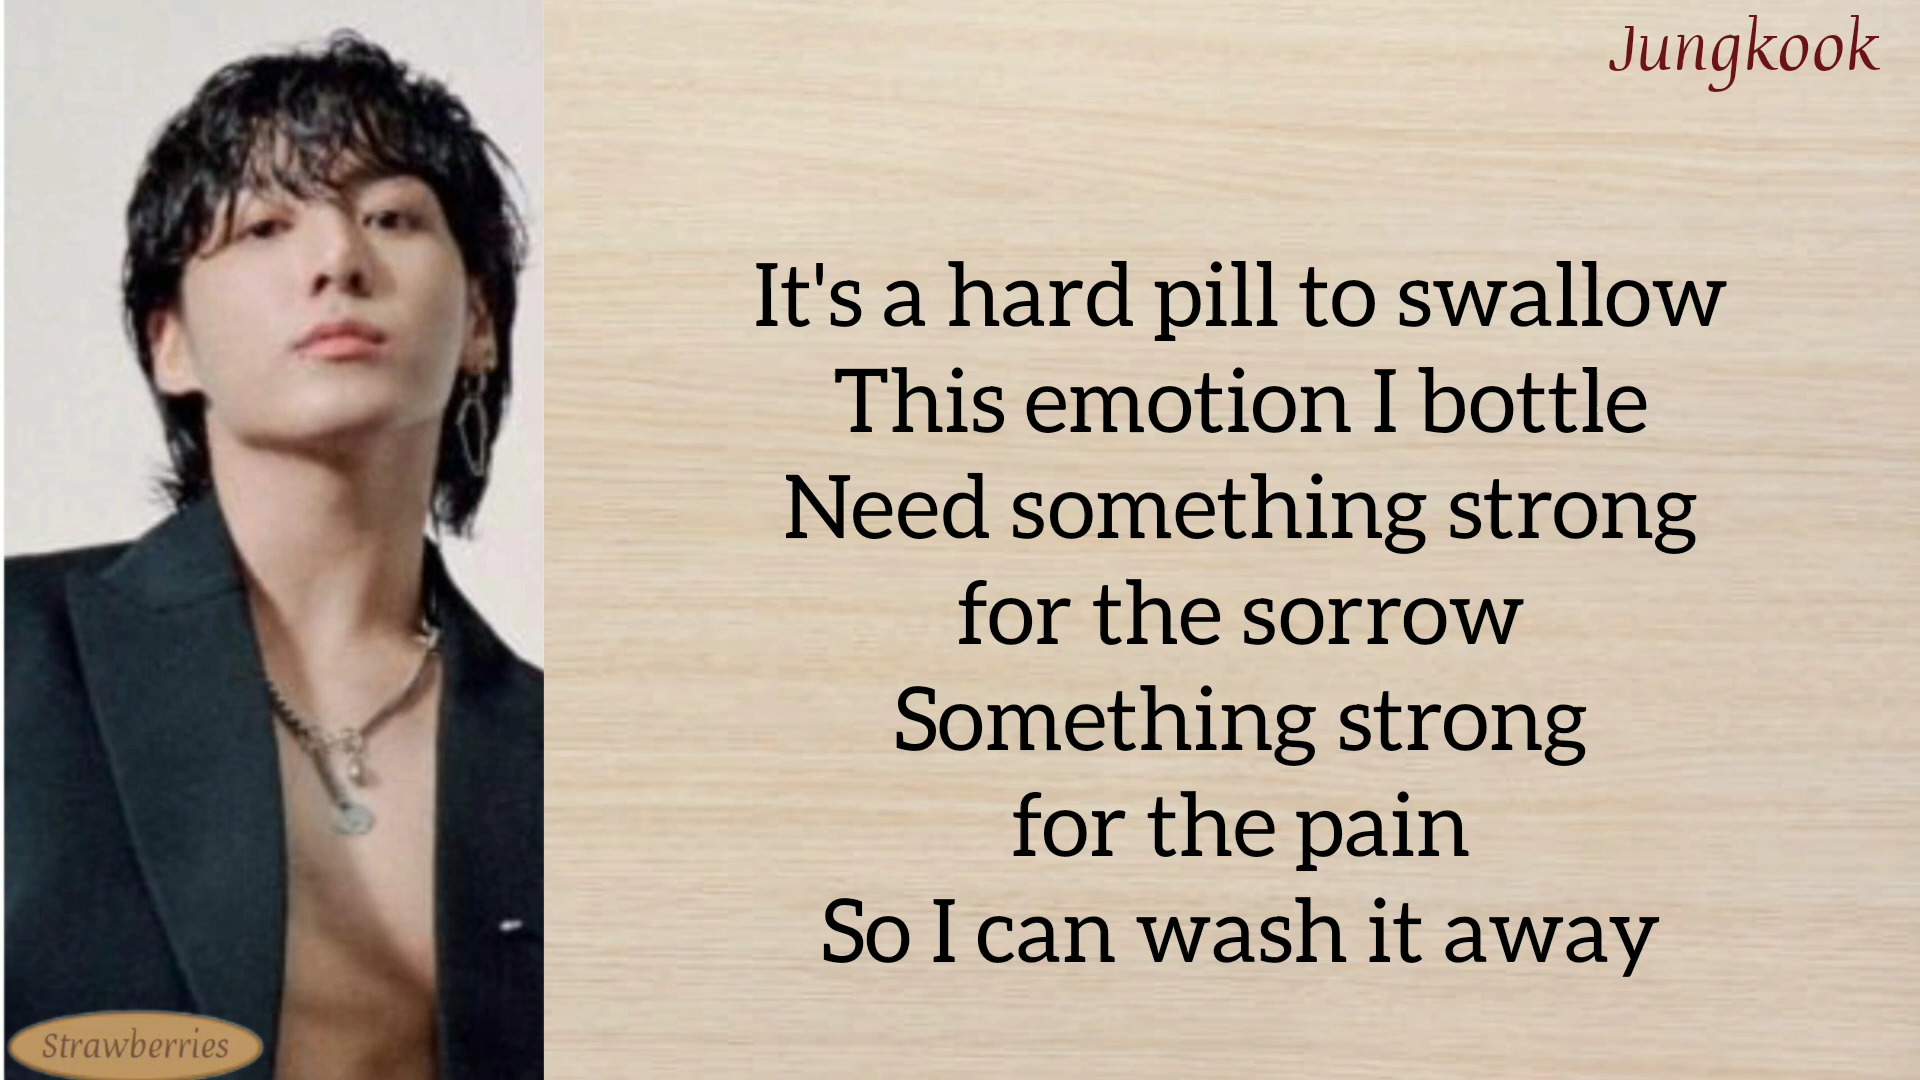 Jungkook
It's a hard pill to swallow
This emotion I bottle
Need something strong
for the sorrow
Something strong
for the pain
So I can wash it away
Strawberries